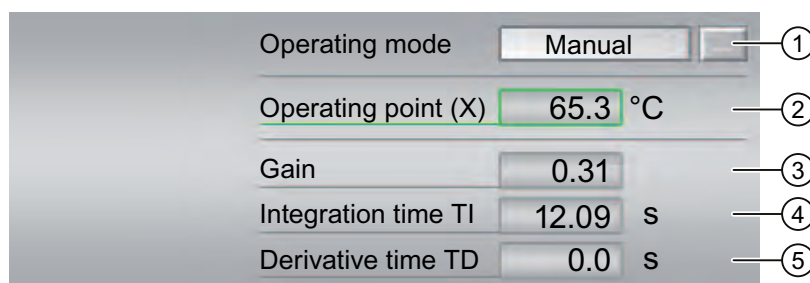 Operating mode Manual 1
Operating point (X) 65.3 °C 2
Gain 0.31 3
Integration time TI 12.09 s 4
Derivative time TD 0.0 s 5